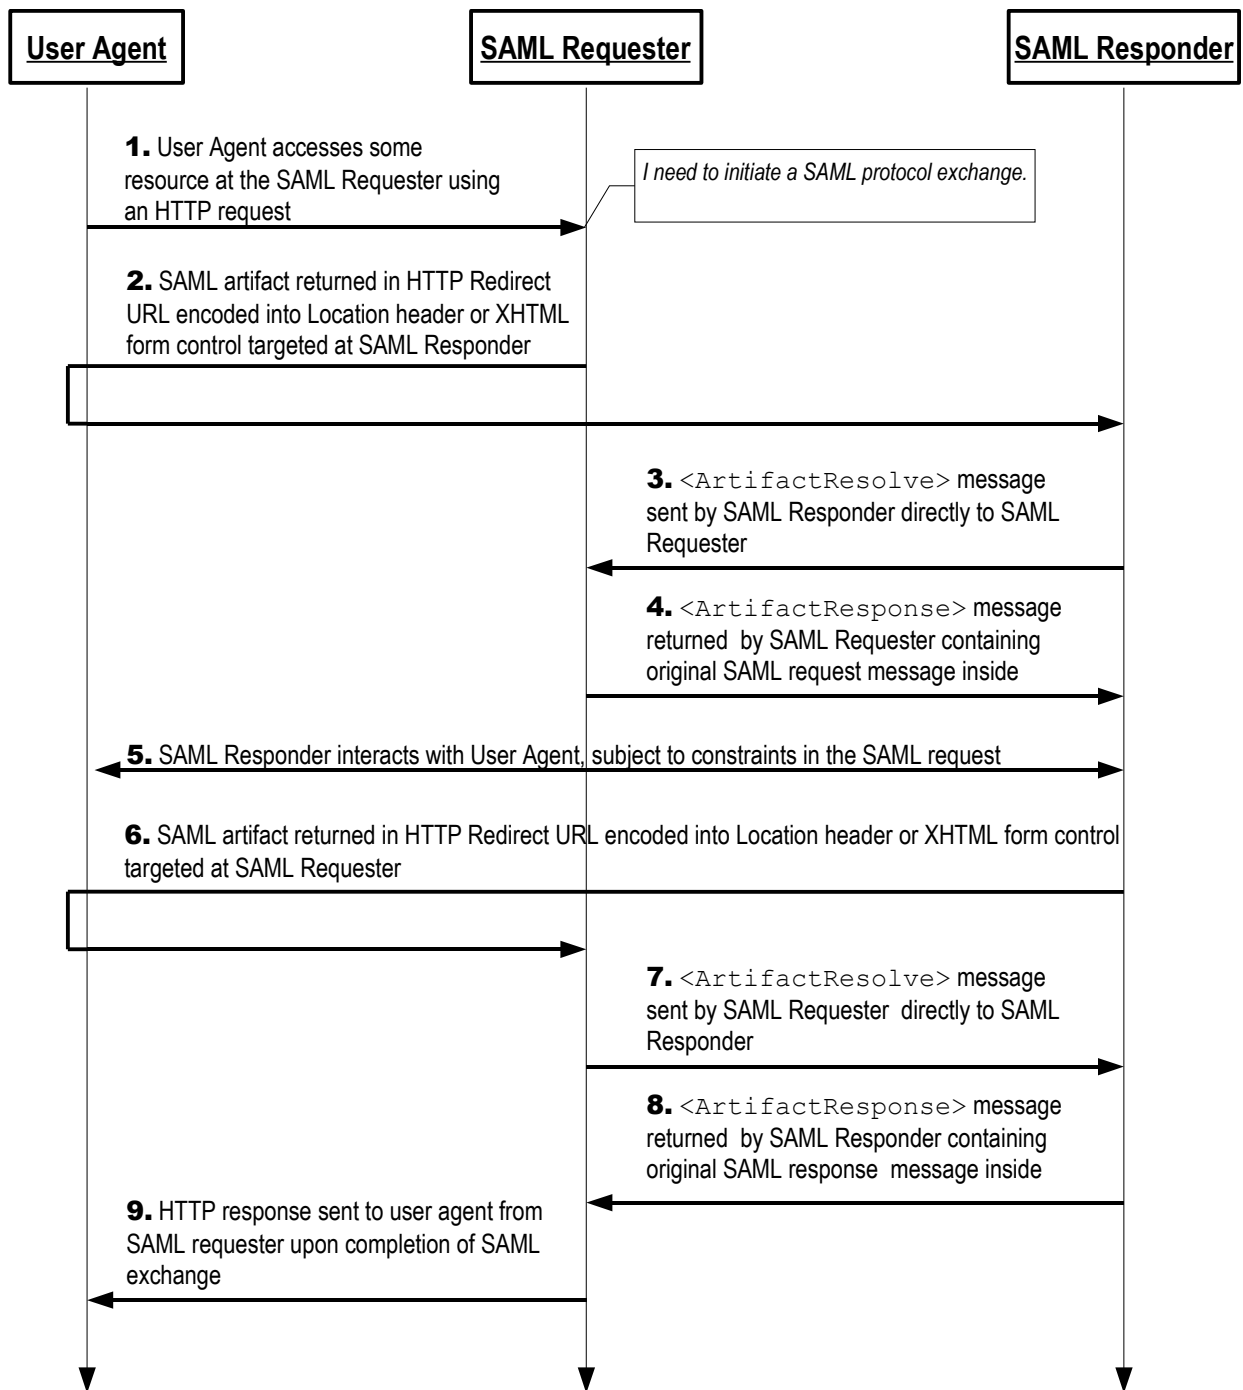 User Agent
SAML Requester
SAML Responder
1. User Agent accesses some
resource at the SAML Requester using
an HTTP request
I need to initiate a SAML protocol exchange.
2. SAML artifact returned in HTTP Redirect
URL encoded into Location header or XHTML
form control targeted at SAML Responder
3. <ArtifactResolve> message
sent by SAML Responder directly to SAML
Requester
4. <ArtifactResponse> message
returned by SAML Requester containing
original SAML request message inside
5. SAML Responder interacts with User Agent, subject to constraints in the SAML request
6. SAML artifact returned in HTTP Redirect URL encoded into Location header or XHTML form control
targeted at SAML Requester
7. <ArtifactResolve> message
sent by SAML Requester directly to SAML
Responder
8. <ArtifactResponse> message
returned by SAML Responder containing
original SAML response message inside
9. HTTP response sent to user agent from
SAML requester upon completion of SAML
exchange